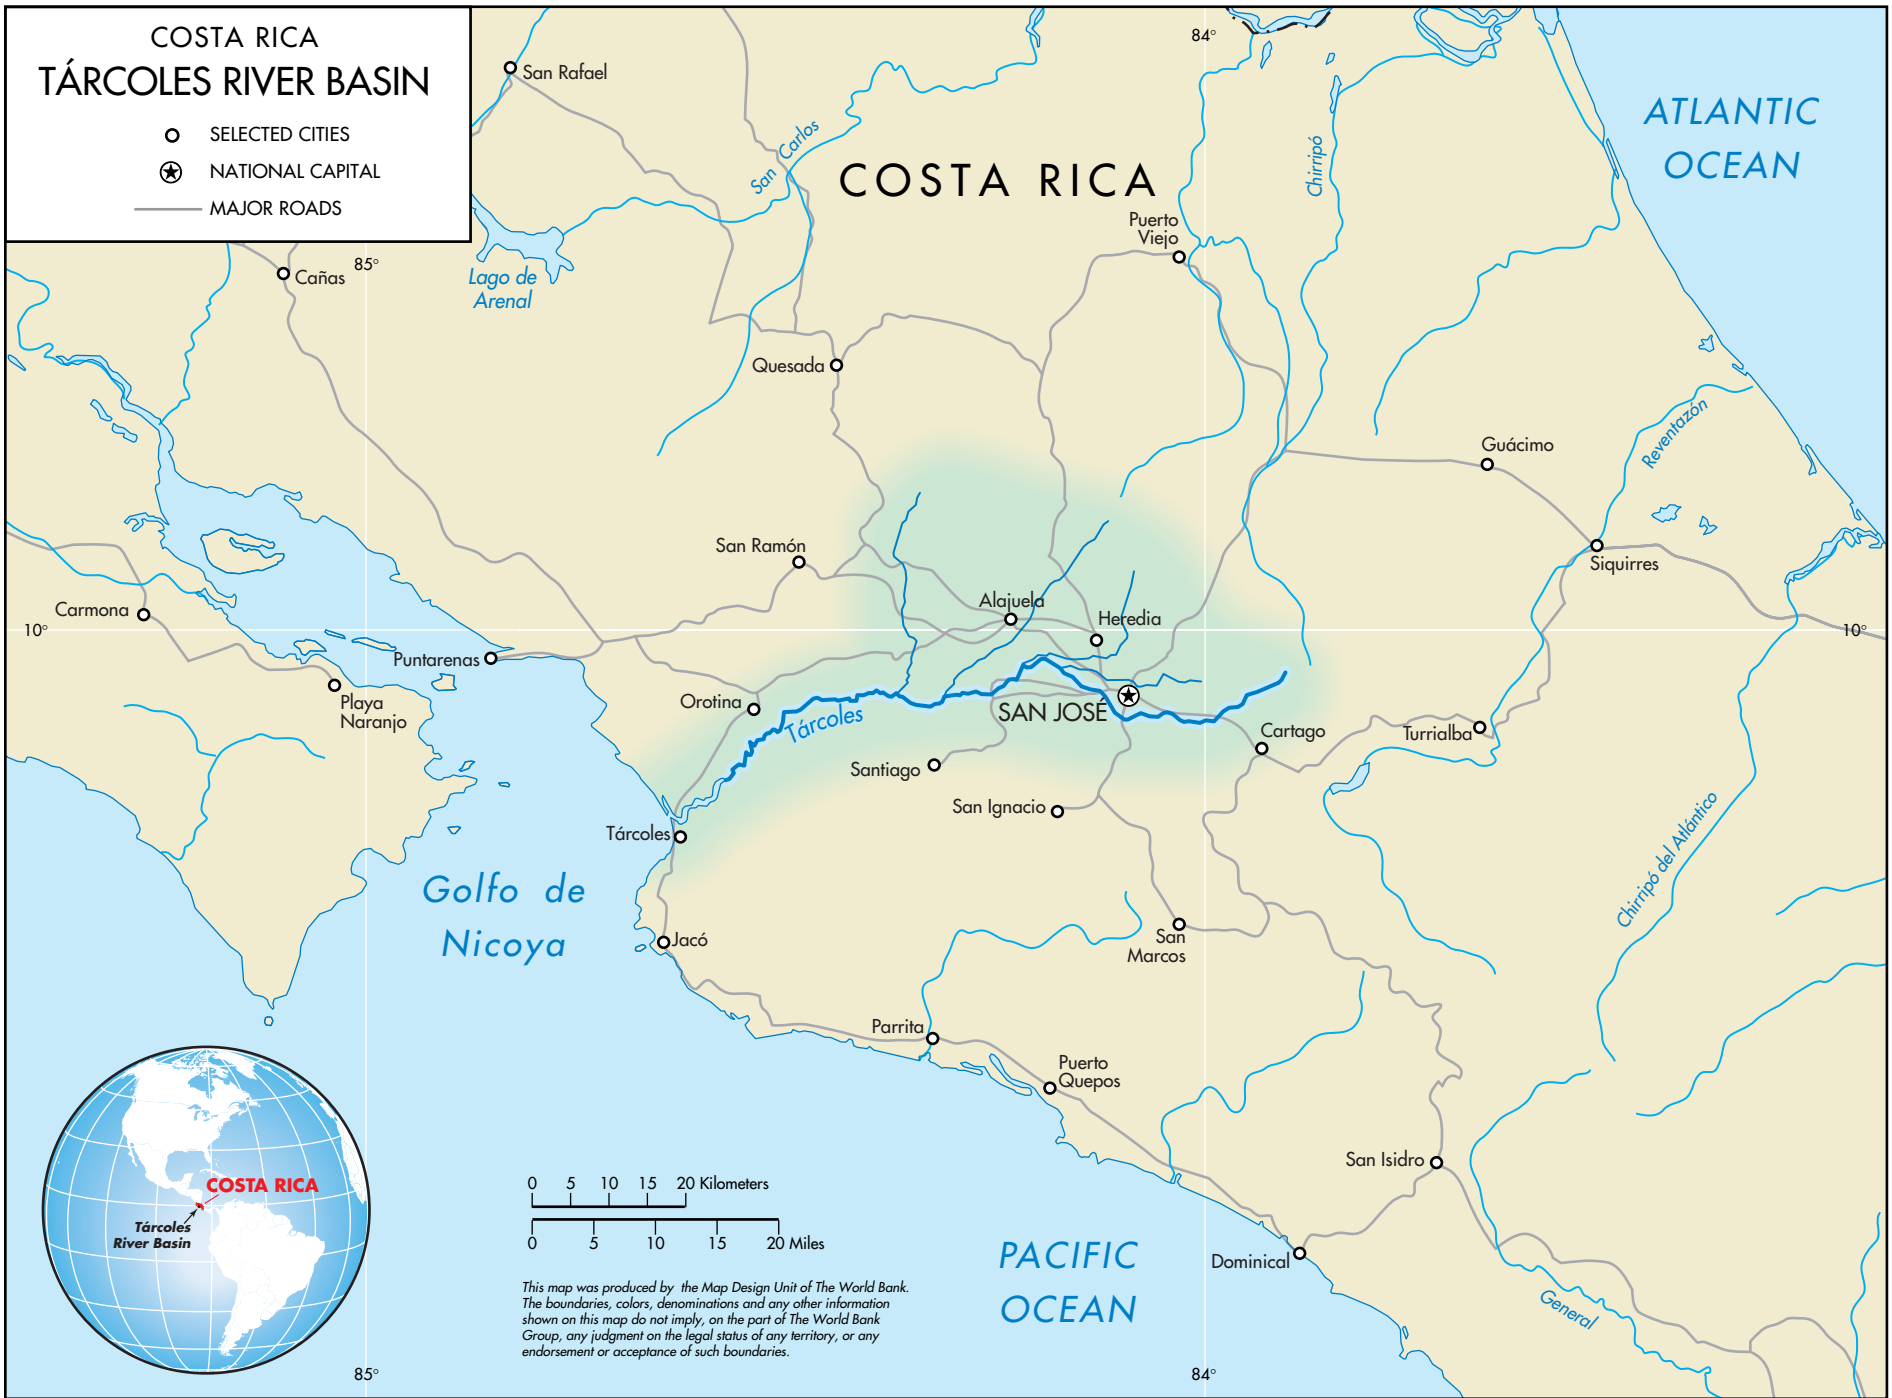 COSTA RICA
TÁRCOLES RIVER BASIN
SELECTED CITIES
NATIONAL CAPITAL
MAJOR ROADS
84°
San Rafael
ATLANTIC
OCEAN
San Carlos
COSTA RICA
Chirripó
Puerto
Viejo
85°
Cañas
Lago de
Arenal
Quesada
Guácimo
Reventazón
San Ramón
Siquirres
Alajuela
Heredia
Carmona
10°
10°
Puntarenas
Playa
Naranjo
Orotina
Tárcoles
SAN JOSÉ
Cartago
Turrialba
Santiago
San Ignacio
Tárcoles
Chirripó del Atlántico
Golfo de
Nicoya
Jacó
San
Marcos
Parrita
Puerto
Quepos
San Isidro
COSTA RICA
Tárcoles
River Basin
0 5 10 15 20 Kilometers
0 5 10 15 20 Miles
PACIFIC
OCEAN
Dominical
General
This map was produced by the Map Design Unit of The World Bank.
The boundaries, colors, denominations and any other information
shown on this map do not imply, on the part of The World Bank
Group, any judgment on the legal status of any territory, or any
endorsement or acceptance of such boundaries.
85°
84°